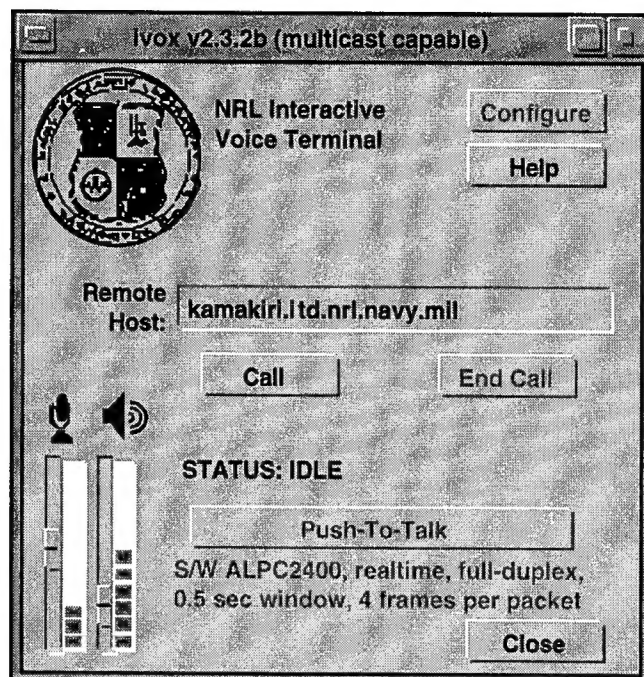 ivox v2.3.2b (multicast capable)
NRL Interactive
Voice Terminal
Configure
Help
Remote
Host:
kamakiri.itd.nrl.navy.mil
Call
End Call
STATUS: IDLE
Push-To-Talk
S/W ALPC2400, realtime, full-duplex,
0.5 sec window, 4 frames per packet
Close